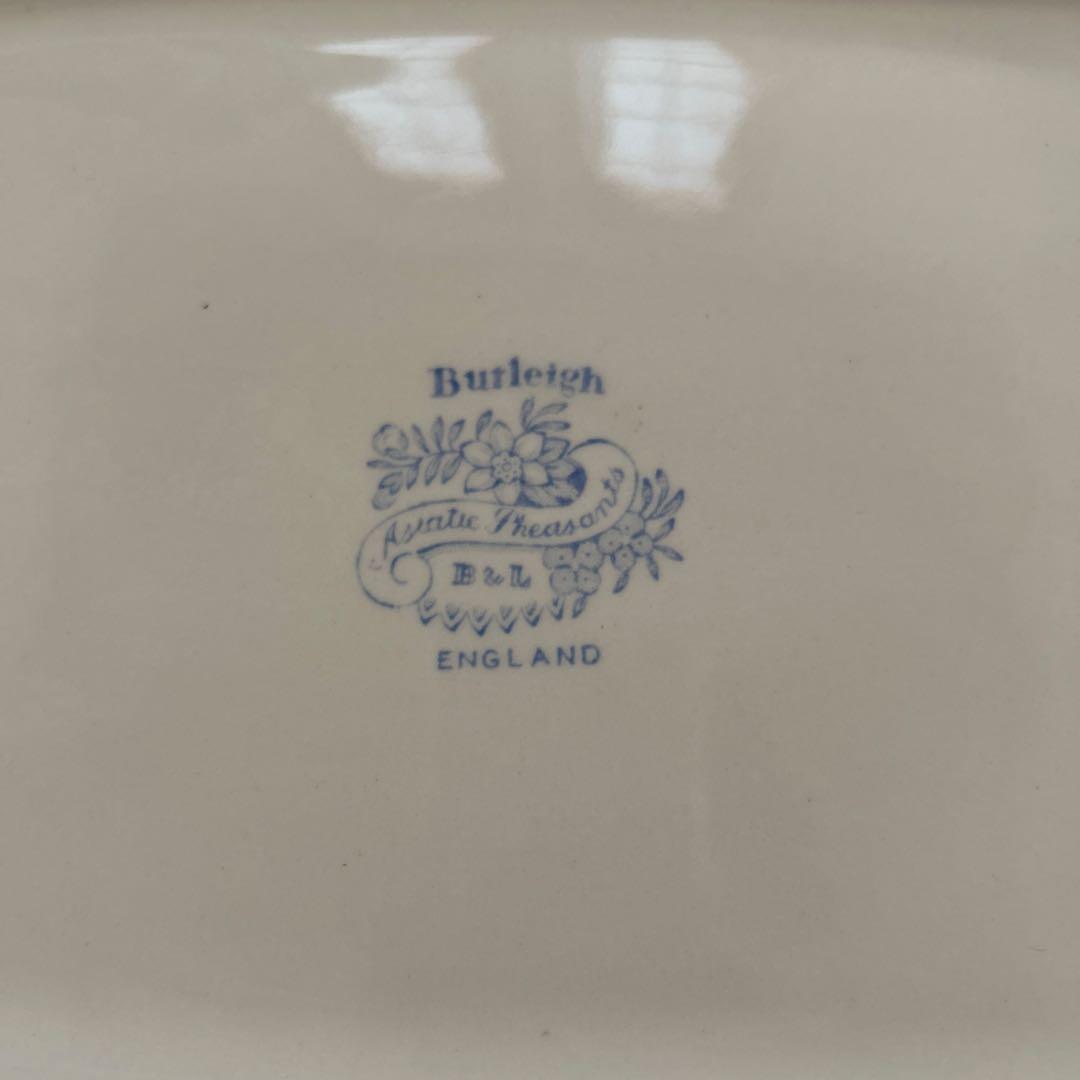 Burleigh
Asiatic Pheasants
B & L
ENGLAND